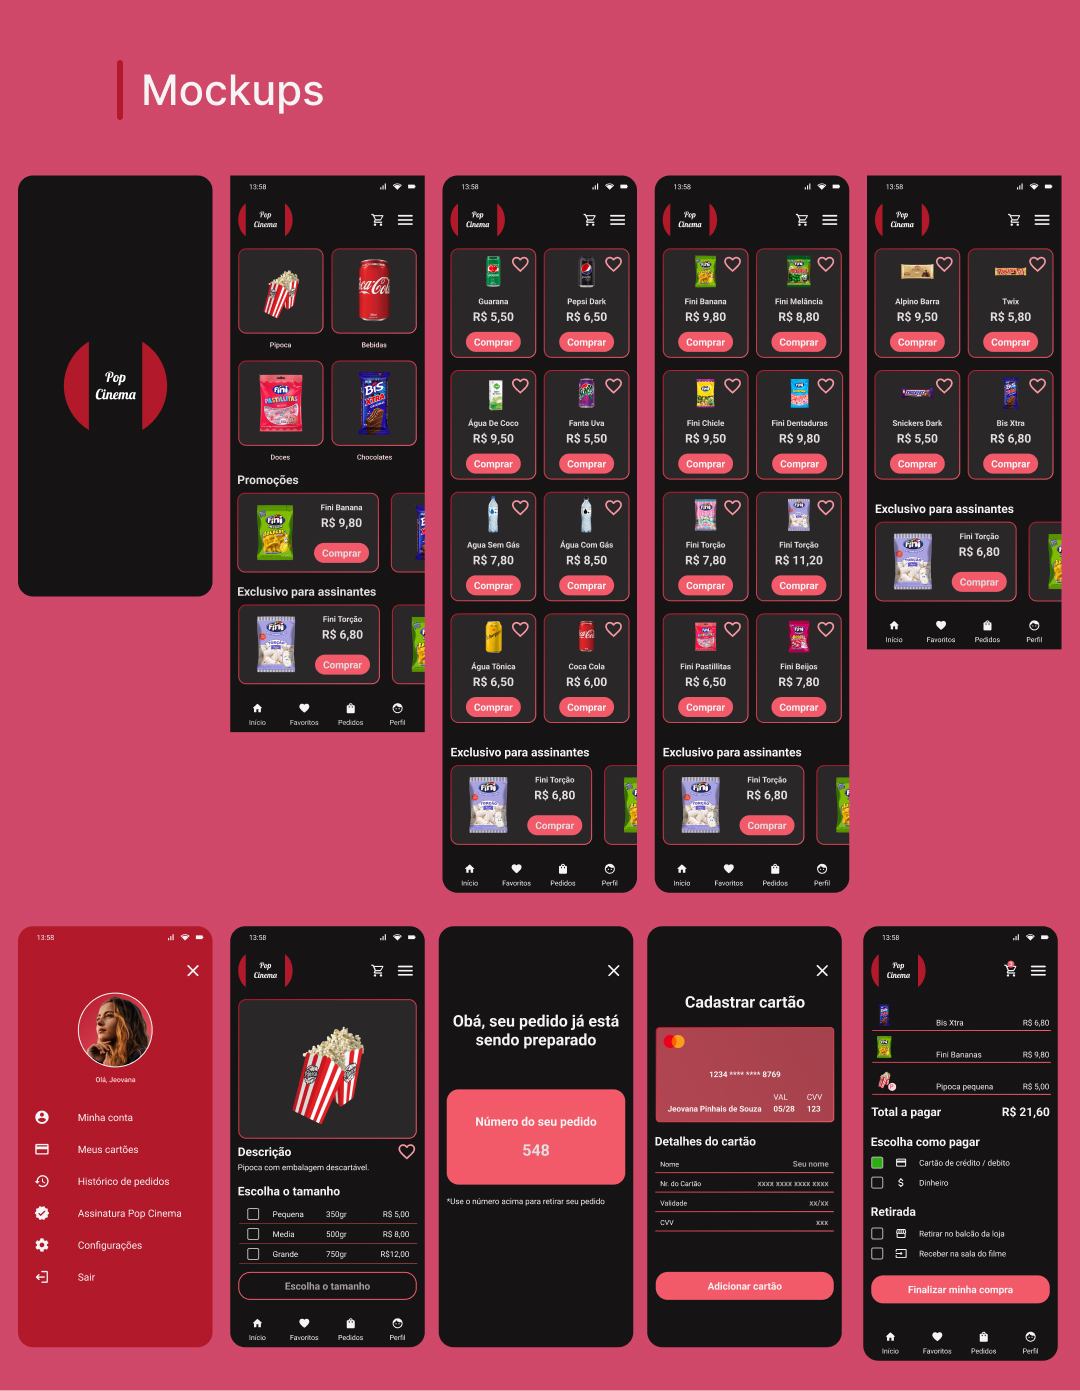 Mockups
Pop
Cinema
13:58
Pop
Cinema
Pipoca
Bebidas
Coca-Cola
Fini
PASTILLITAS
BIS
XTRA
Doces
Chocolates
Promoções
Fini
Fini Banana
R$ 9,80
Comprar
Exclusivo para assinantes
Fini
Fini Torção
R$ 6,80
Comprar
Início
Favoritos
Pedidos
Perfil
13:58
Pop
Cinema
Guarana
R$ 5,50
Comprar
Pepsi Dark
R$ 6,50
Comprar
Água De Coco
R$ 9,50
Comprar
Fanta Uva
R$ 5,50
Comprar
Agua Sem Gás
R$ 7,80
Comprar
Água Com Gás
R$ 8,50
Comprar
Água Tônica
R$ 6,50
Comprar
Coca Cola
R$ 6,00
Comprar
Exclusivo para assinantes
Fini
TORÇÃO
Fini Torção
R$ 6,80
Comprar
Início
Favoritos
Pedidos
Perfil
13:58
Pop
Cinema
Fini Banana
R$ 9,80
Comprar
Fini Melância
R$ 8,80
Comprar
Fini Chicle
R$ 9,50
Comprar
Fini Dentaduras
R$ 9,80
Comprar
Fini Torção
R$ 7,80
Comprar
Fini Torção
R$ 11,20
Comprar
Fini Pastillitas
R$ 6,50
Comprar
Fini Beijos
R$ 7,80
Comprar
Exclusivo para assinantes
Fini
TORÇÃO
Fini Torção
R$ 6,80
Comprar
Início
Favoritos
Pedidos
Perfil
13:58
Pop
Cinema
Alpino Barra
R$ 9,50
Comprar
Twix
R$ 5,80
Comprar
Snickers Dark
R$ 5,50
Comprar
Bis Xtra
R$ 6,80
Comprar
Exclusivo para assinantes
Fini
Fini Torção
R$ 6,80
Comprar
Início
Favoritos
Pedidos
Perfil
13:58
Olá, Jeovana
Minha conta
Meus cartões
Histórico de pedidos
Assinatura Pop Cinema
Configurações
Sair
13:58
Pop
Cinema
Descrição
Pipoca com embalagem descartável.
Escolha o tamanho
Pequena 350gr R$ 5,00
Media 500gr R$ 8,00
Grande 750gr R$12,00
Escolha o tamanho
Início
Favoritos
Pedidos
Perfil
Obá, seu pedido já está
sendo preparado
Número do seu pedido
548
*Use o número acima para retirar seu pedido
Cadastrar cartão
1234 **** **** 8769
VAL CVV
Jeovana Pinhais de Souza 05/28 123
Detalhes do cartão
Nome Seu nome
Nr. do Cartão xxxx xxxx xxxx xxxx
Validade xx/xx
CVV xxx
Adicionar cartão
13:58
Pop
Cinema
3
Bis Xtra R$ 6,80
Fini Bananas R$ 9,80
Pipoca pequena R$ 5,00
Total a pagar R$ 21,60
Escolha como pagar
Cartão de crédito / debito
$ Dinheiro
Retirada
Retirar no balcão da loja
Receber na sala do filme
Finalizar minha compra
Início
Favoritos
Pedidos
Perfil